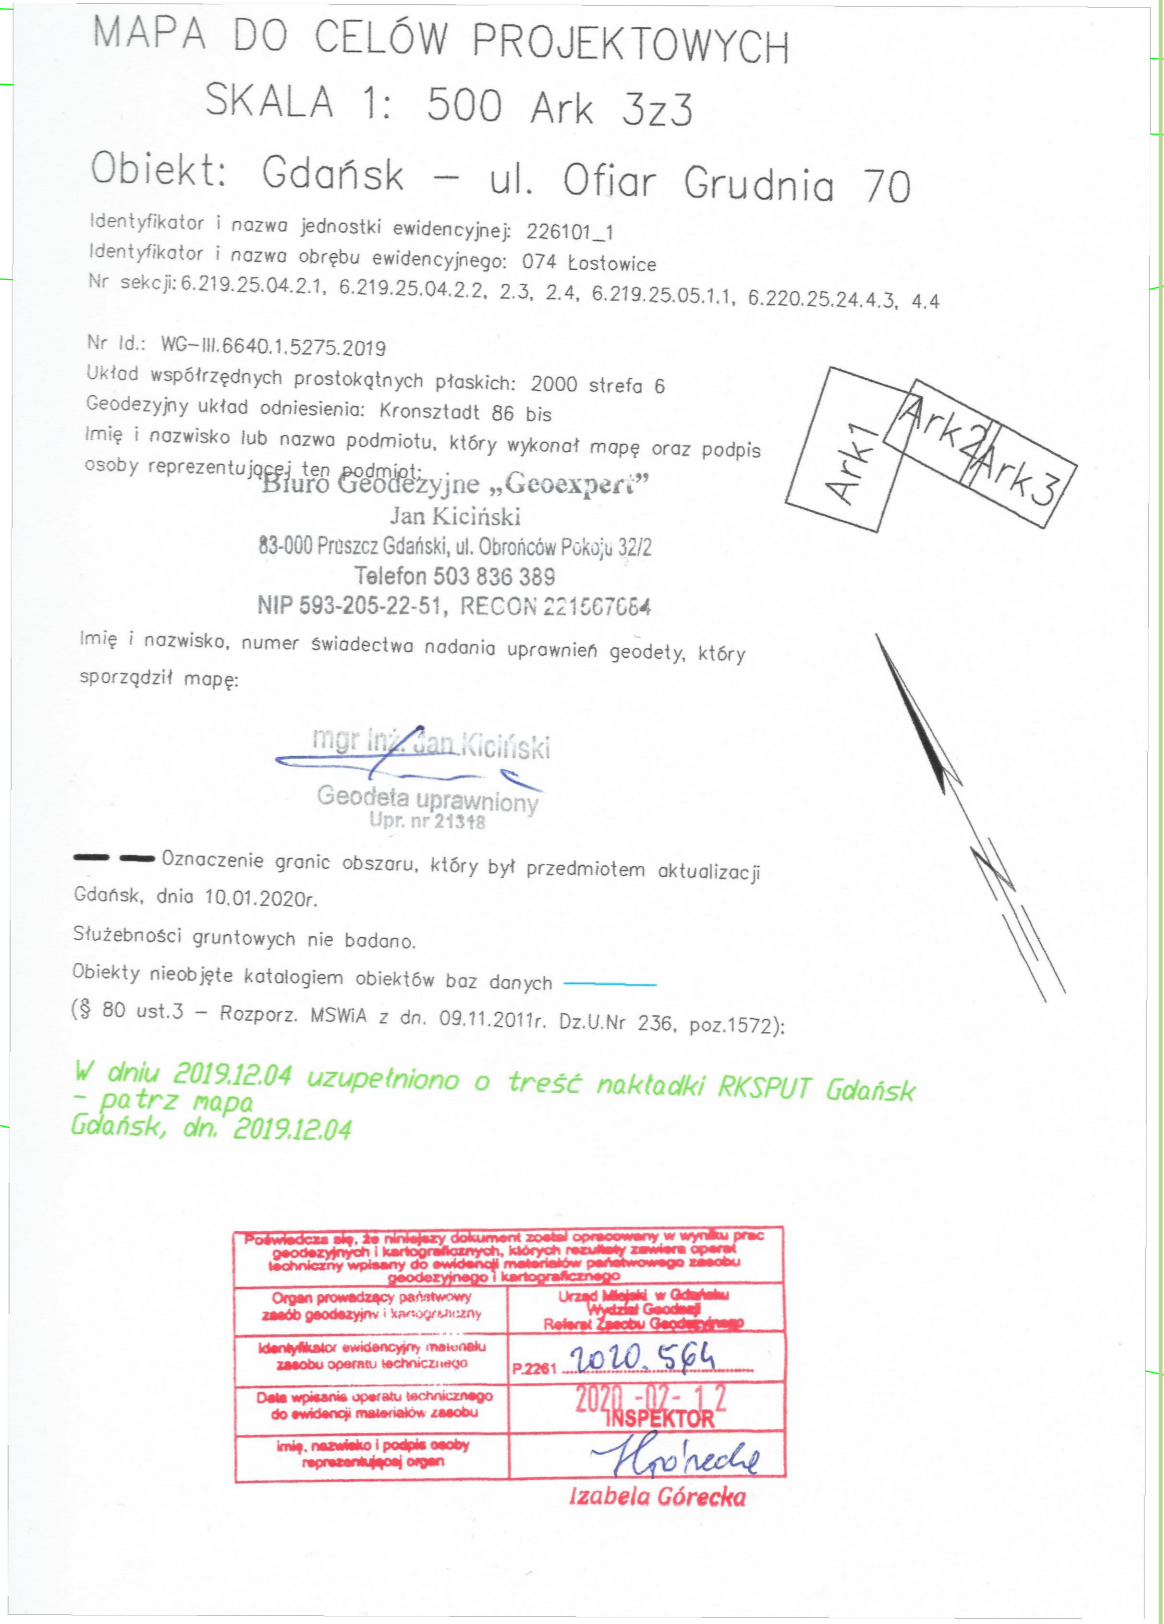 MAPA DO CELÓW PROJEKTOWYCH
SKALA 1: 500 Ark 3z3
Obiekt: Gdańsk – ul. Ofiar Grudnia 70
Identyfikator i nazwa jednostki ewidencyjnej: 226101_1
Identyfikator i nazwa obrębu ewidencyjnego: 074 Łostowice
Nr sekcji: 6.219.25.04.2.1, 6.219.25.04.2.2, 2.3, 2.4, 6.219.25.05.1.1, 6.220.25.24.4.3, 4.4
Nr Id.: WG–III.6640.1.5275.2019
Układ współrzędnych prostokątnych płaskich: 2000 strefa 6
Geodezyjny układ odniesienia: Kronsztadt 86 bis
Imię i nazwisko lub nazwa podmiotu, który wykonał mapę oraz podpis
osoby reprezentującej ten podmiot:
Biuro Geodezyjne „Geoexpert”
Jan Kiciński
83-000 Pruszcz Gdański, ul. Obrońców Pokoju 32/2
Telefon 503 836 389
NIP 593-205-22-51, REGON
Ark1
Ark2
Ark3
Imię i nazwisko, numer świadectwa nadania uprawnień geodety, który
sporządził mapę:
mgr inż. Jan Kiciński
Geodeta uprawniony
Upr. nr 21318
Oznaczenie granic obszaru, który był przedmiotem aktualizacji
Gdańsk, dnia 10.01.2020r.
Służebności gruntowych nie badano.
Obiekty nieobjęte katalogiem obiektów baz danych
(§ 80 ust.3 – Rozporz. MSWiA z dn. 09.11.2011r. Dz.U.Nr 236, poz.1572):
W dniu 2019.12.04 uzupełniono o treść nakładki RKSPUT Gdańsk
– patrz mapa
Gdańsk, dn. 2019.12.04
Poświadcza się, że niniejszy dokument został opracowany w wyniku prac
geodezyjnych i kartograficznych, których rezultaty zawiera operat
techniczny wpisany do ewidencji materiałów państwowego zasobu
geodezyjnego i kartograficznego
Organ prowadzący państwowy
zasób geodezyjny i kartograficzny
Urząd Miejski w Gdańsku
Wydział Geodezji
Referat Zasobu Geodezyjnego
Identyfikator ewidencyjny materiału
zasobu operatu technicznego
P.2261 2020.564
Data wpisania operatu technicznego
do ewidencji materiałów zasobu
2020 -02- 12
INSPEKTOR
imię, nazwisko i podpis osoby
reprezentującej organ
Izabela Górecka